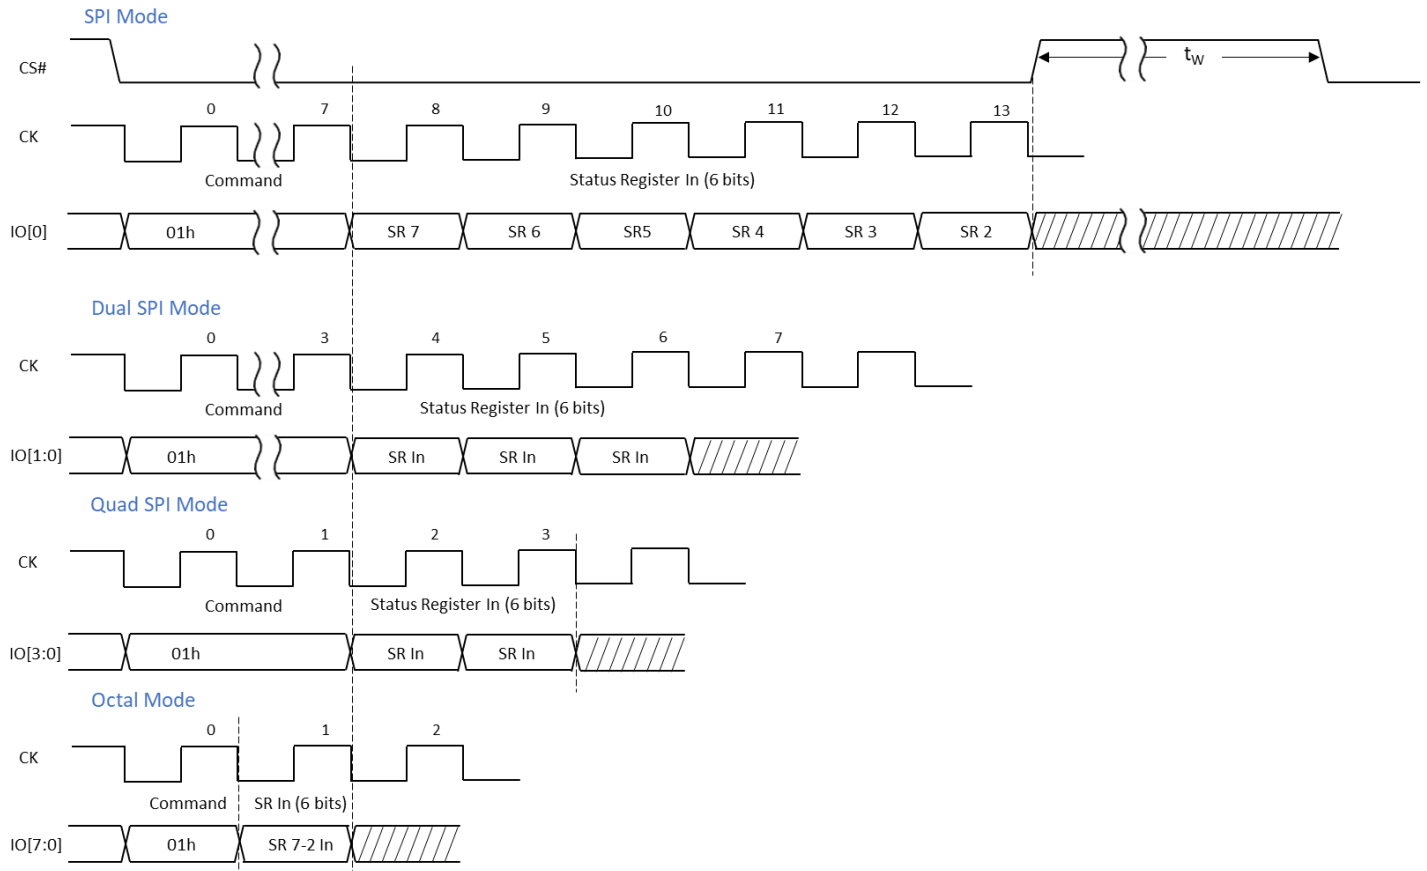 SPI Mode
CS#
tW
0 7 8 9 10 11 12 13
CK
Command Status Register In (6 bits)
IO[0] 01h SR 7 SR 6 SR5 SR 4 SR 3 SR 2
Dual SPI Mode
0 3 4 5 6 7
CK
Command Status Register In (6 bits)
IO[1:0] 01h SR In SR In SR In
Quad SPI Mode
0 1 2 3
CK
Command Status Register In (6 bits)
IO[3:0] 01h SR In SR In
Octal Mode
0 1 2
CK
Command SR In (6 bits)
IO[7:0] 01h SR 7-2 In